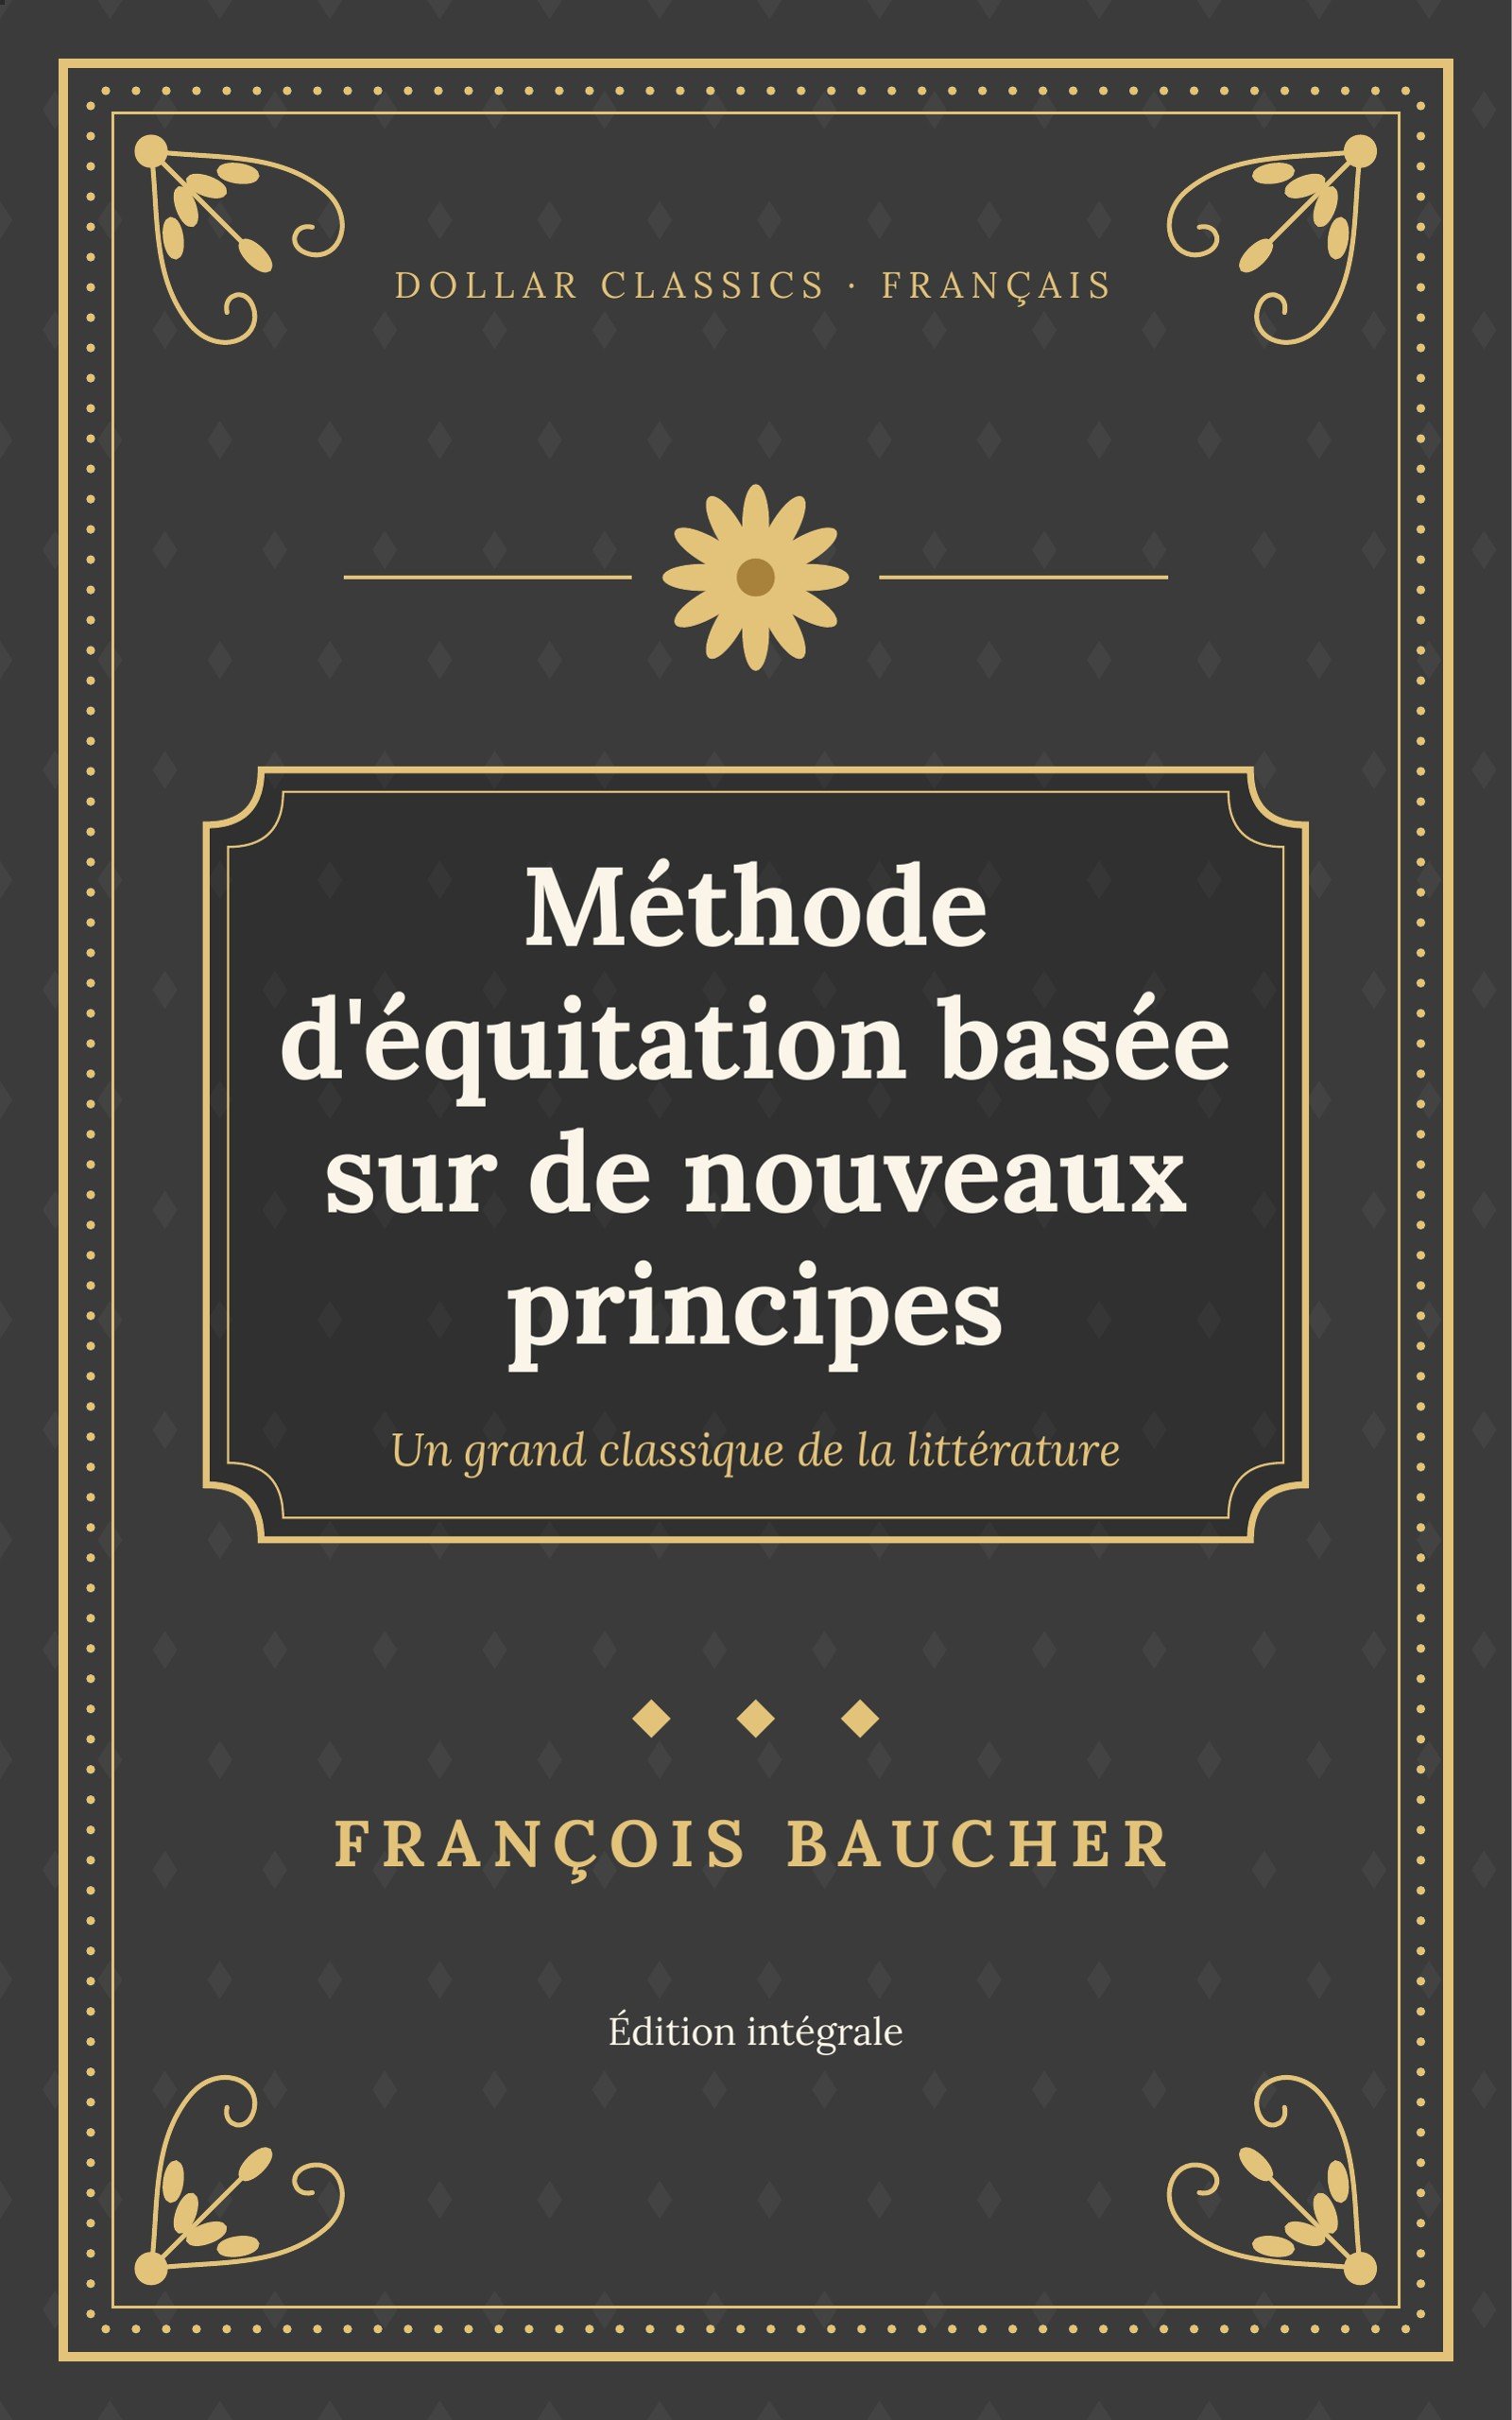 DOLLAR CLASSICS · FRANÇAIS
Méthode
d'équitation basée
sur de nouveaux
principes
Un grand classique de la littérature
FRANÇOIS BAUCHER
Édition intégrale